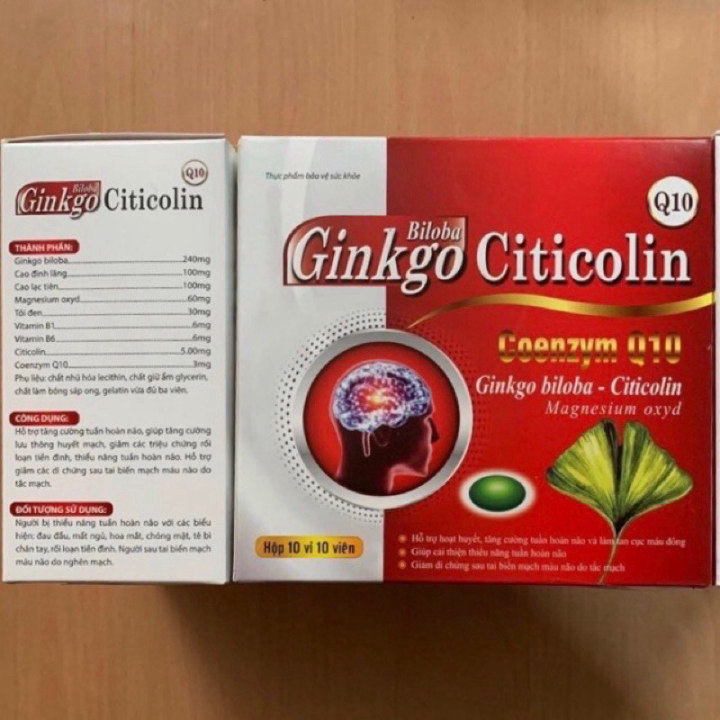 Q10
Biloba
Ginkgo Citicolin
THÀNH PHẦN:
Ginkgo biloba 240mg
Cao đinh lăng 100mg
Cao lạc tiên 100mg
Magnesium oxyd 60mg
Tỏi đen 30mg
Vitamin B1 6mg
Vitamin B6 6mg
Citicolin 5.00mg
Coenzym Q10 3mg
Phụ liệu: chất nhũ hóa lecithin, chất giữ ẩm glycerin,
chất làm bóng sáp ong, gelatin vừa đủ ba viên.
CÔNG DỤNG:
Hỗ trợ tăng cường tuần hoàn não, giúp tăng cường
lưu thông huyết mạch, giảm các triệu chứng rối
loạn tiền đình, thiểu năng tuần hoàn não. Hỗ trợ
giảm các di chứng sau tai biến mạch máu não do
tắc mạch.
ĐỐI TƯỢNG SỬ DỤNG:
Người bị thiểu năng tuần hoàn não với các biểu
hiện: đau đầu, mất ngủ, hoa mắt, chóng mặt, tê bì
chân tay, rối loạn tiền đình. Người sau tai biến mạch
máu não do nghẽn mạch.
Thực phẩm bảo vệ sức khỏe
Q10
Biloba
Ginkgo Citicolin
Coenzym Q10
Ginkgo biloba - Citicolin
Magnesium oxyd
Hộp 10 vỉ 10 viên
• Hỗ trợ hoạt huyết, tăng cường tuần hoàn não và làm tan cục máu đông
• Giúp cải thiện thiểu năng tuần hoàn não
• Giảm di chứng sau tai biến mạch máu não do tắc mạch